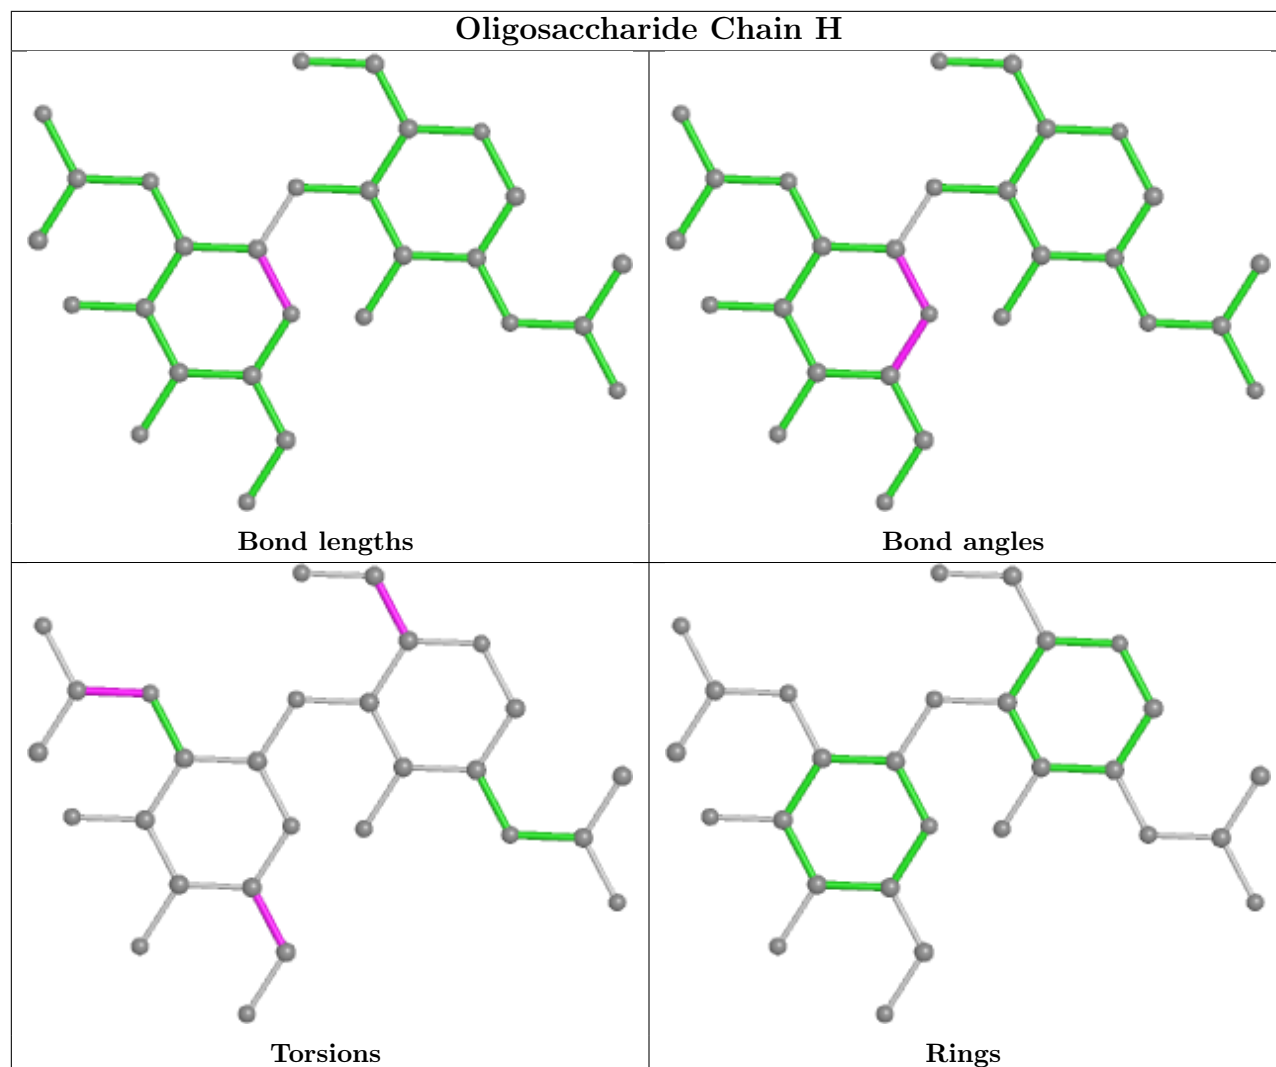 Oligosaccharide Chain H
Bond lengths
Bond angles
Torsions
Rings